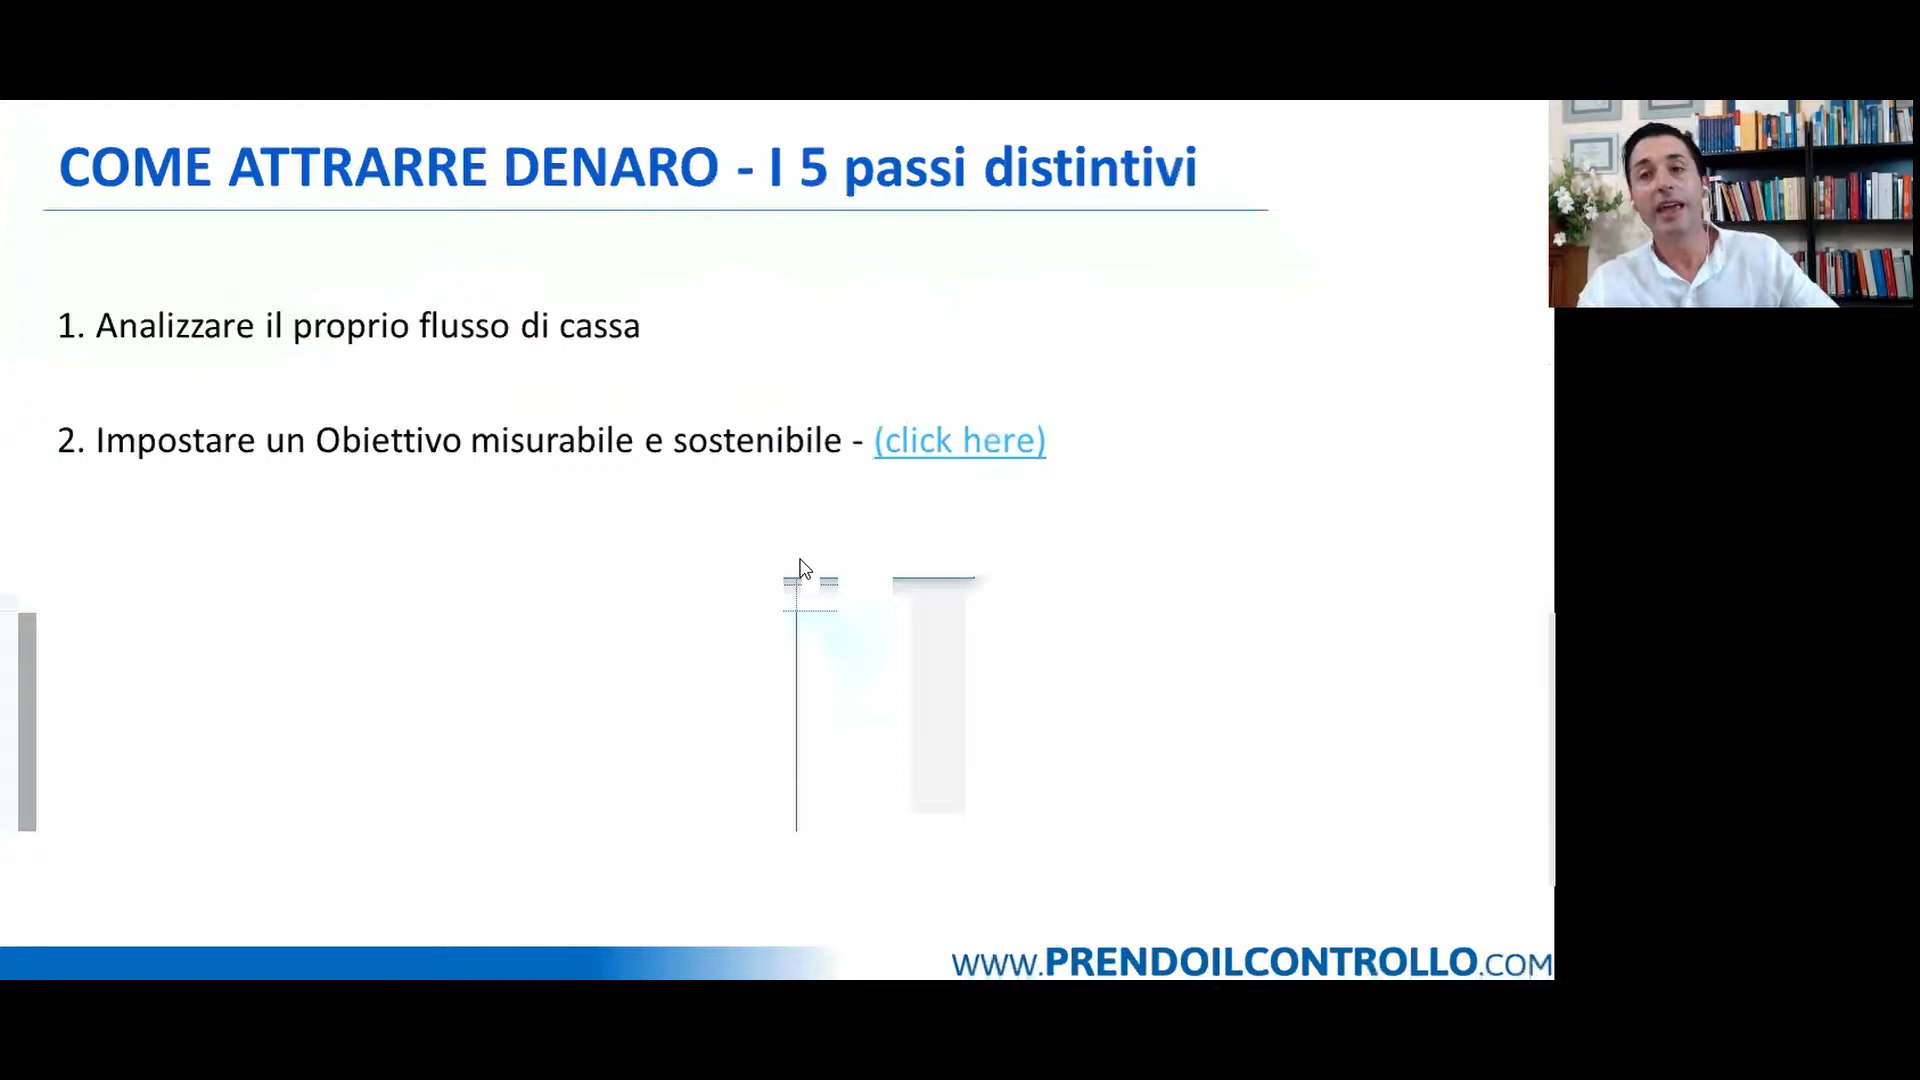 COME ATTRARRE DENARO - I 5 passi distintivi
1. Analizzare il proprio flusso di cassa
2. Impostare un Obiettivo misurabile e sostenibile - (click here)
WWW.PRENDOILCONTROLLO.COM